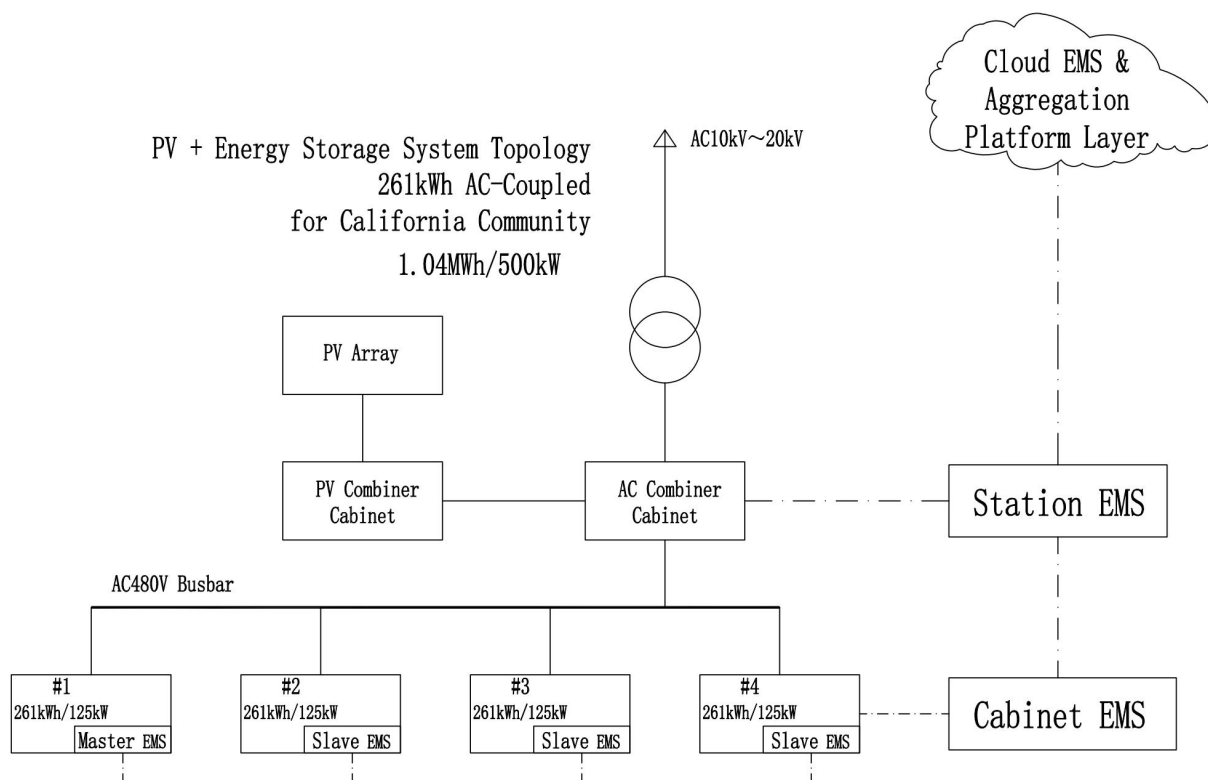 Cloud EMS &
Aggregation
Platform Layer
PV + Energy Storage System Topology
261kWh AC-Coupled
for California Community
1.04MWh/500kW
AC10kV～20kV
PV Array
PV Combiner
Cabinet
AC Combiner
Cabinet
Station EMS
AC480V Busbar
#1
261kWh/125kW
Master EMS
#2
261kWh/125kW
Slave EMS
#3
261kWh/125kW
Slave EMS
#4
261kWh/125kW
Slave EMS
Cabinet EMS